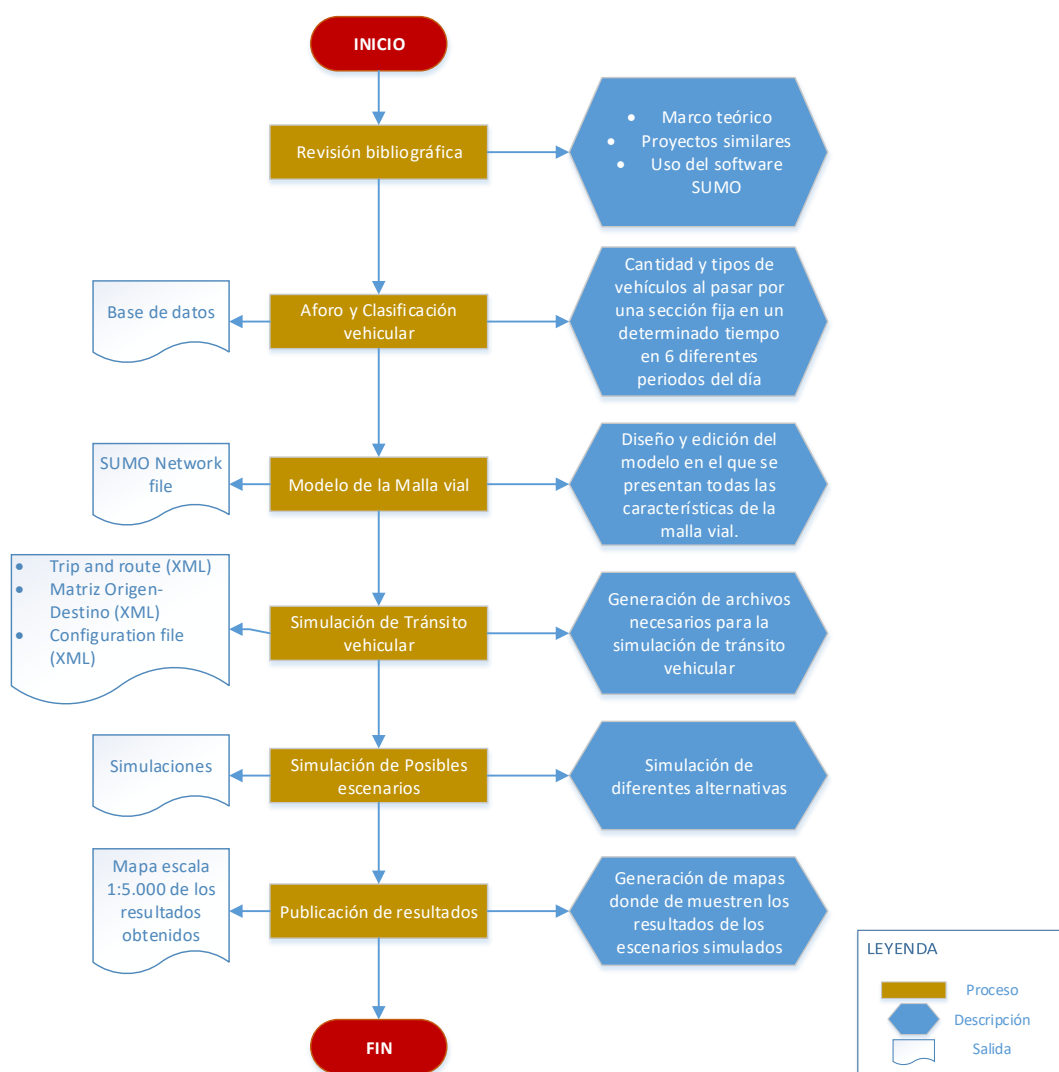 INICIO
Revisión bibliográfica
• Marco teórico
• Proyectos similares
• Uso del software
SUMO
Base de datos
Aforo y Clasificación
vehicular
Cantidad y tipos de
vehículos al pasar por
una sección fija en un
determinado tiempo
en 6 diferentes
periodos del día
SUMO Network
file
Modelo de la Malla vial
Diseño y edición del
modelo en el que se
presentan todas las
características de la
malla vial.
• Trip and route (XML)
• Matriz Origen-
Destino (XML)
• Configuration file
(XML)
Simulación de Tránsito
vehicular
Generación de archivos
necesarios para la
simulación de tránsito
vehicular
Simulaciones
Simulación de Posibles
escenarios
Simulación de
diferentes alternativas
Mapa escala
1:5.000 de los
resultados
obtenidos
Publicación de resultados
Generación de mapas
donde de muestren los
resultados de los
escenarios simulados
FIN
LEYENDA
Proceso
Descripción
Salida